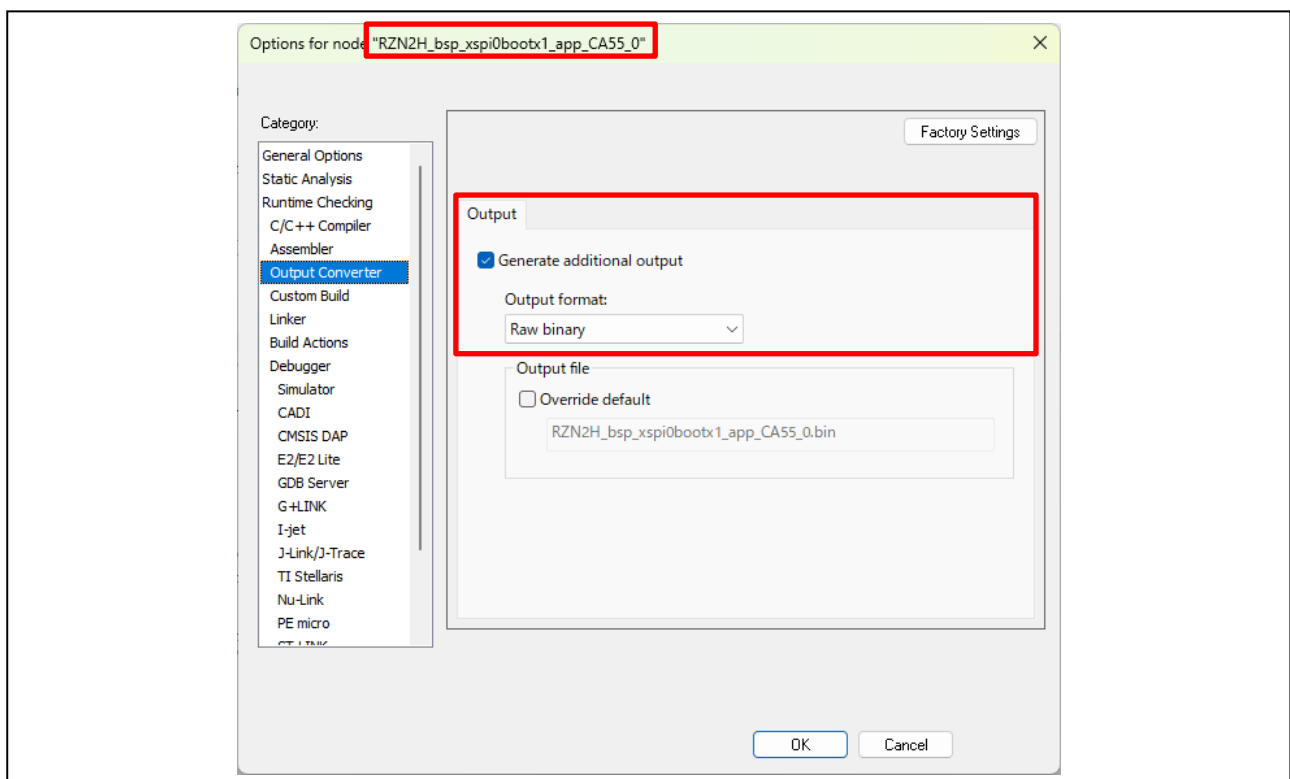 Options for node "RZN2H_bsp_xspi0bootx1_app_CA55_0"
Category:
General Options
Static Analysis
Runtime Checking
C/C++ Compiler
Assembler
Output Converter
Custom Build
Linker
Build Actions
Debugger
Simulator
CADI
CMSIS DAP
E2/E2 Lite
GDB Server
G+LINK
I-jet
J-Link/J-Trace
TI Stellaris
Nu-Link
PE micro
ST-LINK
Factory Settings
Output
Generate additional output
Output format:
Raw binary
Output file
Override default
RZN2H_bsp_xspi0bootx1_app_CA55_0.bin
OK
Cancel